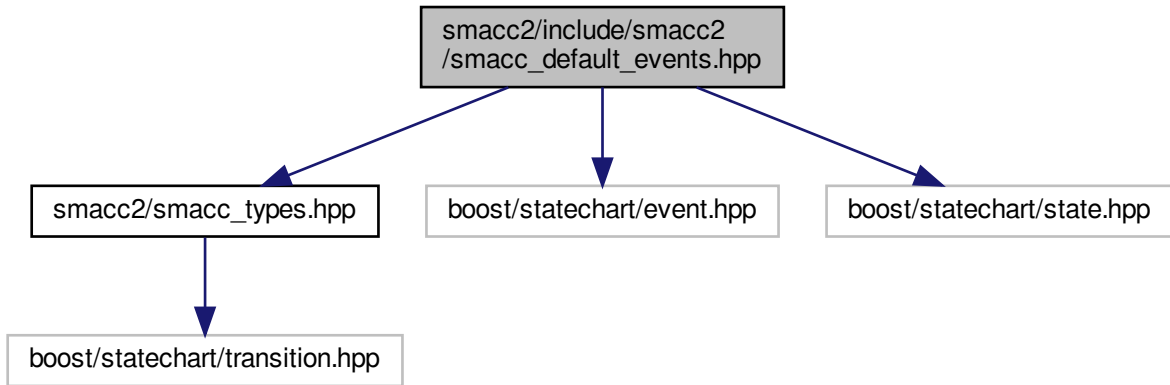 smacc2/include/smacc2
/smacc_default_events.hpp
smacc2/smacc_types.hpp
boost/statechart/event.hpp
boost/statechart/state.hpp
boost/statechart/transition.hpp